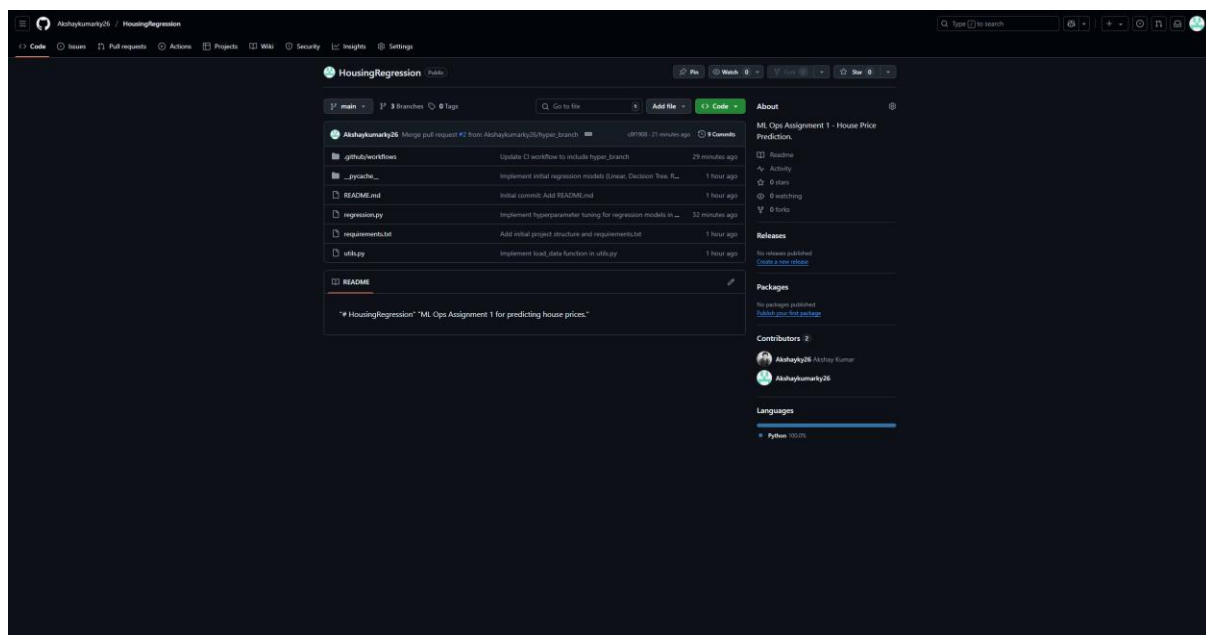 Akshaykumarky26 / HousingRegression
Type / to search
Code Issues Pull requests Actions Projects Wiki Security Insights Settings
HousingRegression Public
Pin Watch 0 Fork 0 Star 0
main 3 Branches 0 Tags
Go to file t Add file Code
Akshaykumarky26 Merge pull request #2 from Akshaykumarky26/hyper_branch 21 minutes ago 9 Commits
.github/workflows Update CI workflow to include hyper_branch 29 minutes ago
__pycache__ Implement initial regression models (Linear, Decision Tree, R... 1 hour ago
README.md Initial commit: Add README.md 1 hour ago
regression.py Implement hyperparameter tuning for regression models in ... 32 minutes ago
requirements.txt Add initial project structure and requirements.txt 1 hour ago
utils.py Implement load_data function in utils.py 1 hour ago
README
"# HousingRegression" "ML Ops Assignment 1 for predicting house prices."
About
ML Ops Assignment 1 - House Price
Prediction.
Readme
Activity
0 stars
0 watching
0 forks
Releases
No releases published
Create a new release
Packages
No packages published
Publish your first package
Contributors 2
Akshayky26 Akshay Kumar
Akshaykumarky26
Languages
Python 100.0%